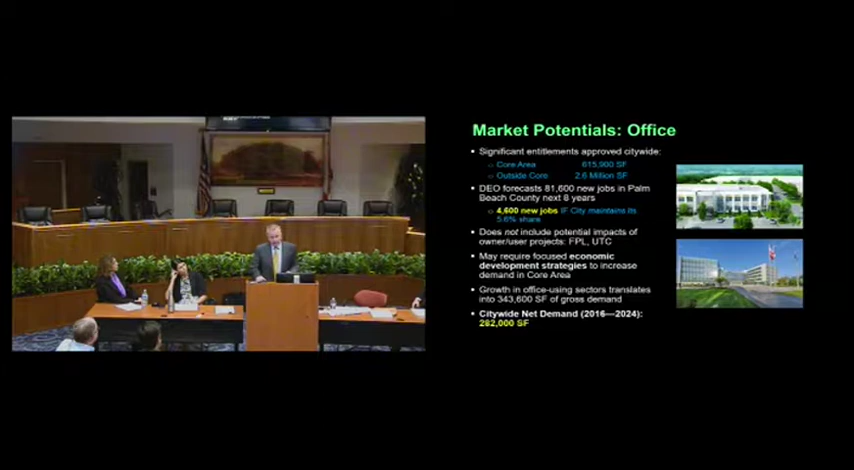 Market Potentials: Office
▪ Significant entitlements approved citywide:
○ Core Area 615,900 SF
○ Outside Core 2.6 Million SF
▪ DEO forecasts 81,600 new jobs in Palm
Beach County next 8 years
○ 4,600 new jobs IF City maintains its
5.6% share
▪ Does not include potential impacts of
owner/user projects: FPL, UTC
▪ May require focused economic
development strategies to increase
demand in Core Area
▪ Growth in office-using sectors translates
into 343,600 SF of gross demand
▪ Citywide Net Demand (2016—2024):
282,000 SF